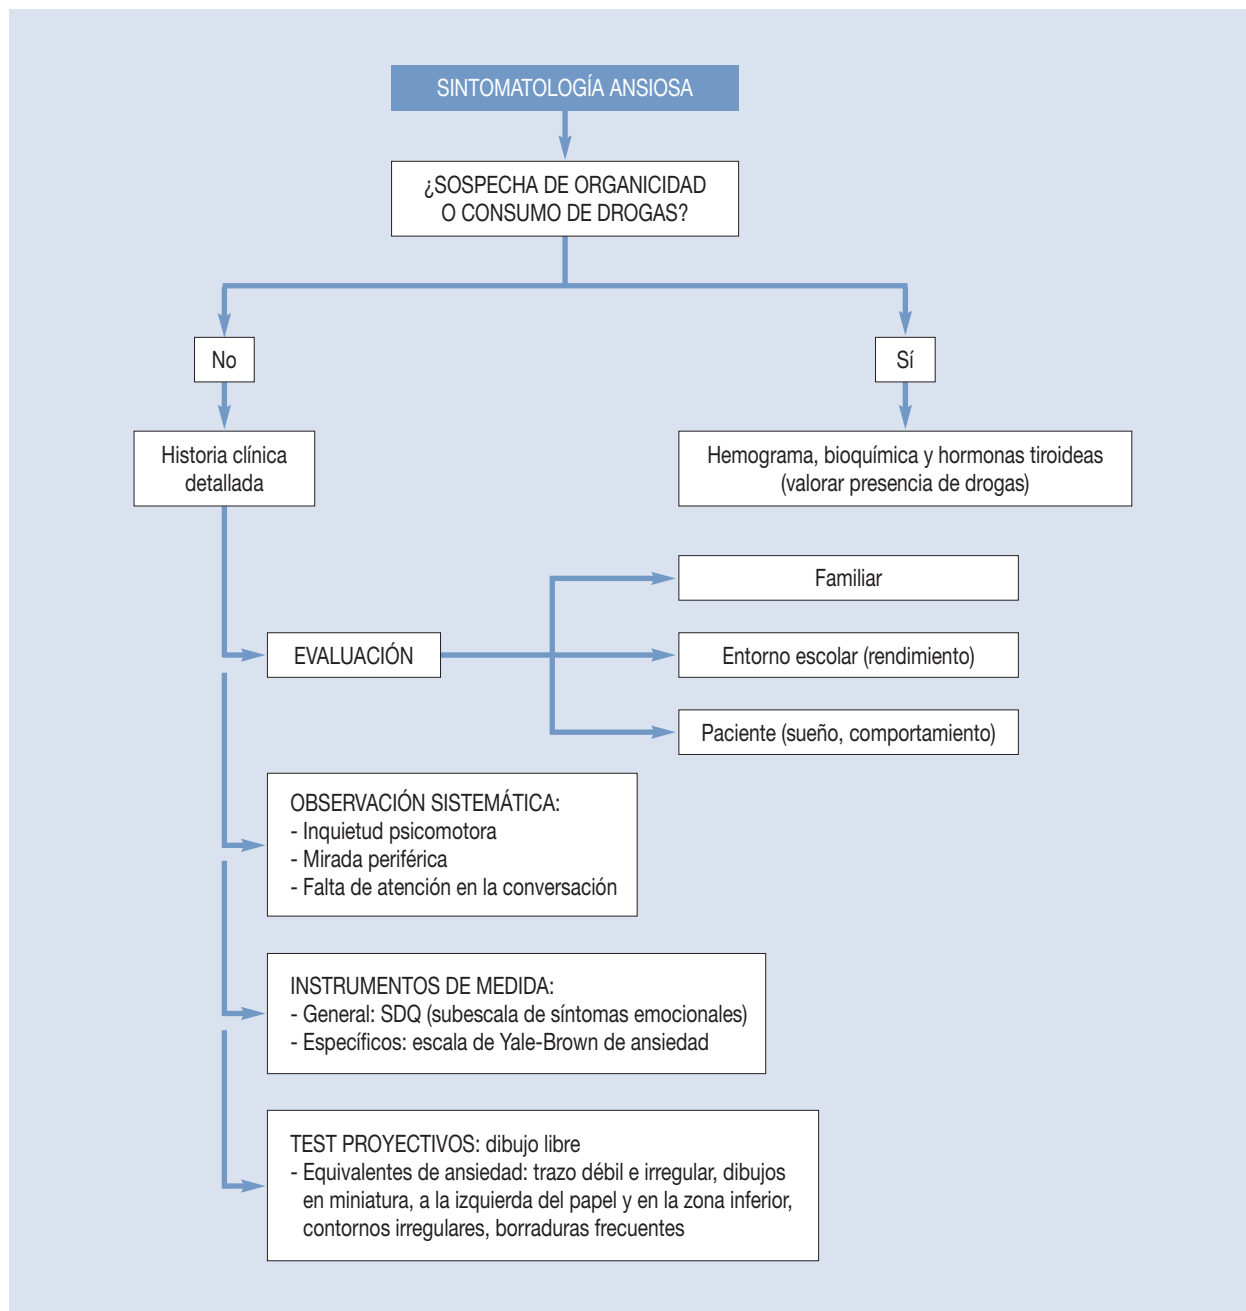 SINTOMATOLOGÍA ANSIOSA
¿SOSPECHA DE ORGANICIDAD
O CONSUMO DE DROGAS?
No
Sí
Historia clínica
detallada
Hemograma, bioquímica y hormonas tiroideas
(valorar presencia de drogas)
Familiar
EVALUACIÓN
Entorno escolar (rendimiento)
Paciente (sueño, comportamiento)
OBSERVACIÓN SISTEMÁTICA:
- Inquietud psicomotora
- Mirada periférica
- Falta de atención en la conversación
INSTRUMENTOS DE MEDIDA:
- General: SDQ (subescala de síntomas emocionales)
- Específicos: escala de Yale-Brown de ansiedad
TEST PROYECTIVOS: dibujo libre
- Equivalentes de ansiedad: trazo débil e irregular, dibujos
en miniatura, a la izquierda del papel y en la zona inferior,
contornos irregulares, borraduras frecuentes